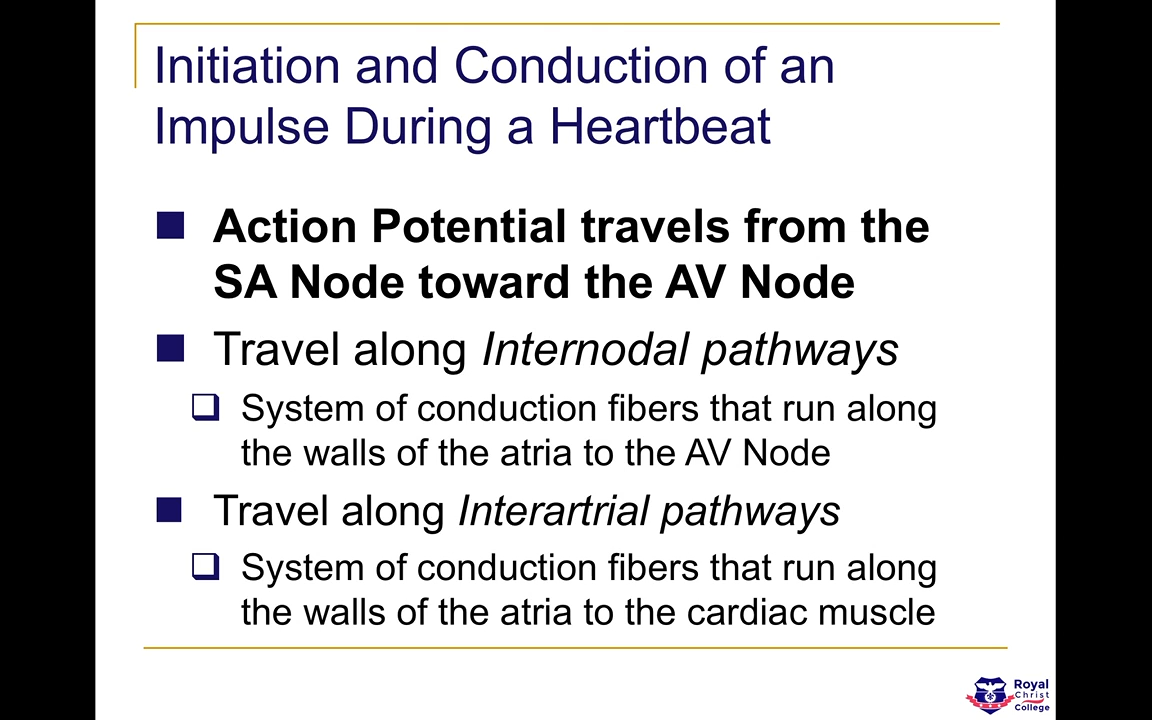 Initiation and Conduction of an
Impulse During a Heartbeat
Action Potential travels from the
SA Node toward the AV Node
Travel along Internodal pathways
System of conduction fibers that run along
the walls of the atria to the AV Node
Travel along Interartrial pathways
System of conduction fibers that run along
the walls of the atria to the cardiac muscle
Royal
Christ
College